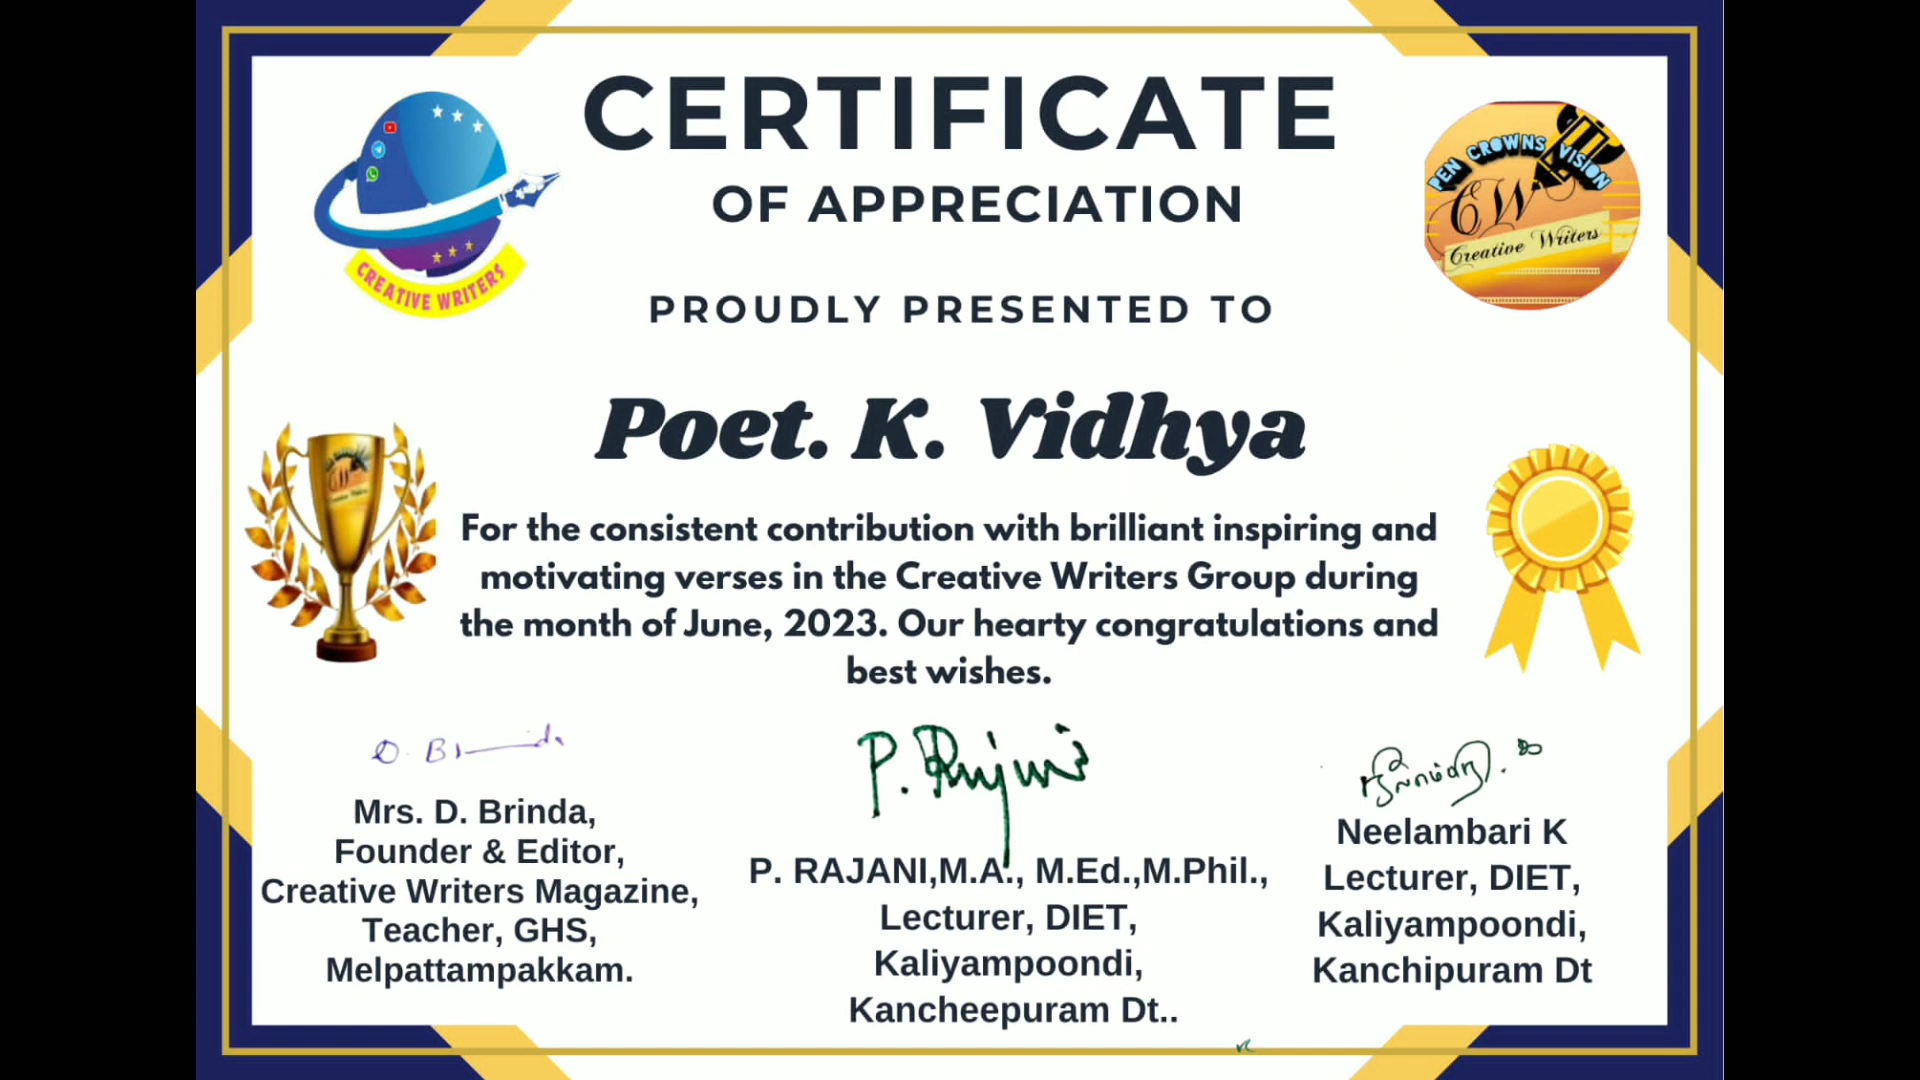 CERTIFICATE
OF APPRECIATION
PROUDLY PRESENTED TO
CREATIVE WRITERS
PEN CROWNS VISION
CW
Creative Writers
Poet. K. Vidhya
For the consistent contribution with brilliant inspiring and
motivating verses in the Creative Writers Group during
the month of June, 2023. Our hearty congratulations and
best wishes.
D. Brinda
Mrs. D. Brinda,
Founder & Editor,
Creative Writers Magazine,
Teacher, GHS,
Melpattampakkam.
P. Rajani
P. RAJANI,M.A., M.Ed.,M.Phil.,
Lecturer, DIET,
Kaliyampoondi,
Kancheepuram Dt..
Neelambari K
Lecturer, DIET,
Kaliyampoondi,
Kanchipuram Dt